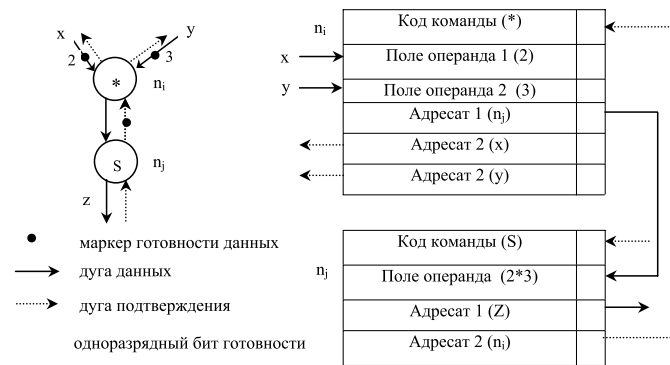 x
y
2
3
*
n_i
S
n_j
z
маркер готовности данных
дуга данных
дуга подтверждения
одноразрядный бит готовности
n_i
Код команды (*)
x
Поле операнда 1 (2)
y
Поле операнда 2 (3)
Адресат 1 (n_j)
Адресат 2 (x)
Адресат 2 (y)
n_j
Код команды (S)
Поле операнда (2*3)
Адресат 1 (Z)
Адресат 2 (n_i)